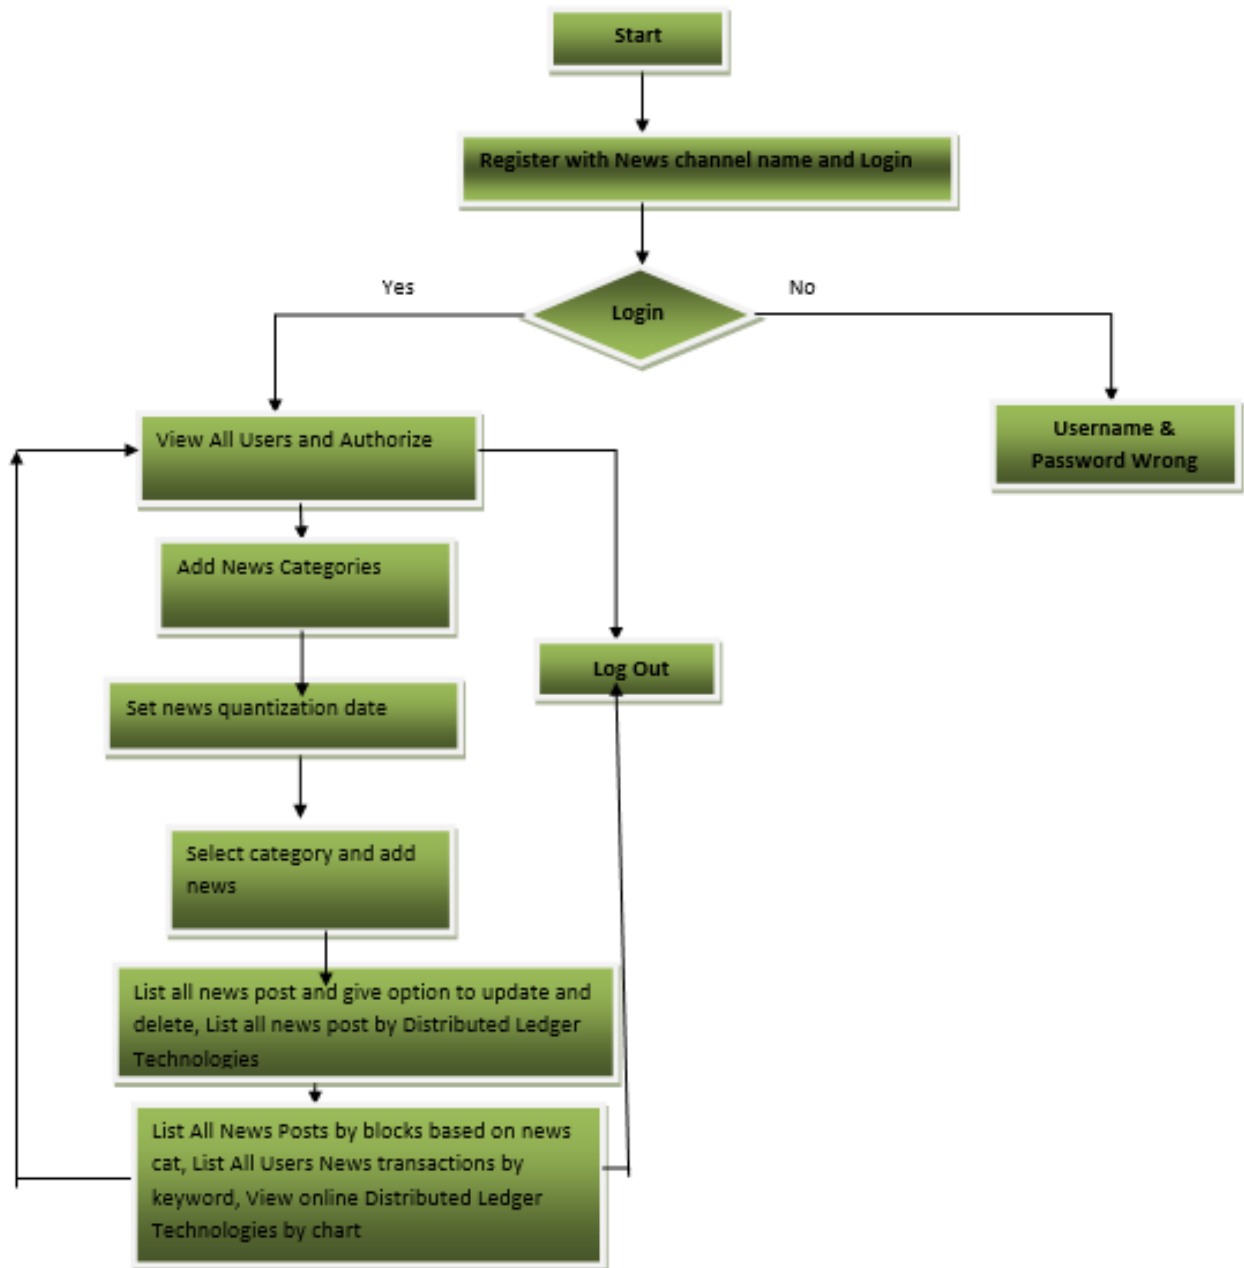 Start
Register with News channel name and Login
Yes
No
Login
View All Users and Authorize
Username &
Password Wrong
Add News Categories
Log Out
Set news quantization date
Select category and add
news
List all news post and give option to update and
delete, List all news post by Distributed Ledger
Technologies
List All News Posts by blocks based on news
cat, List All Users News transactions by
keyword, View online Distributed Ledger
Technologies by chart